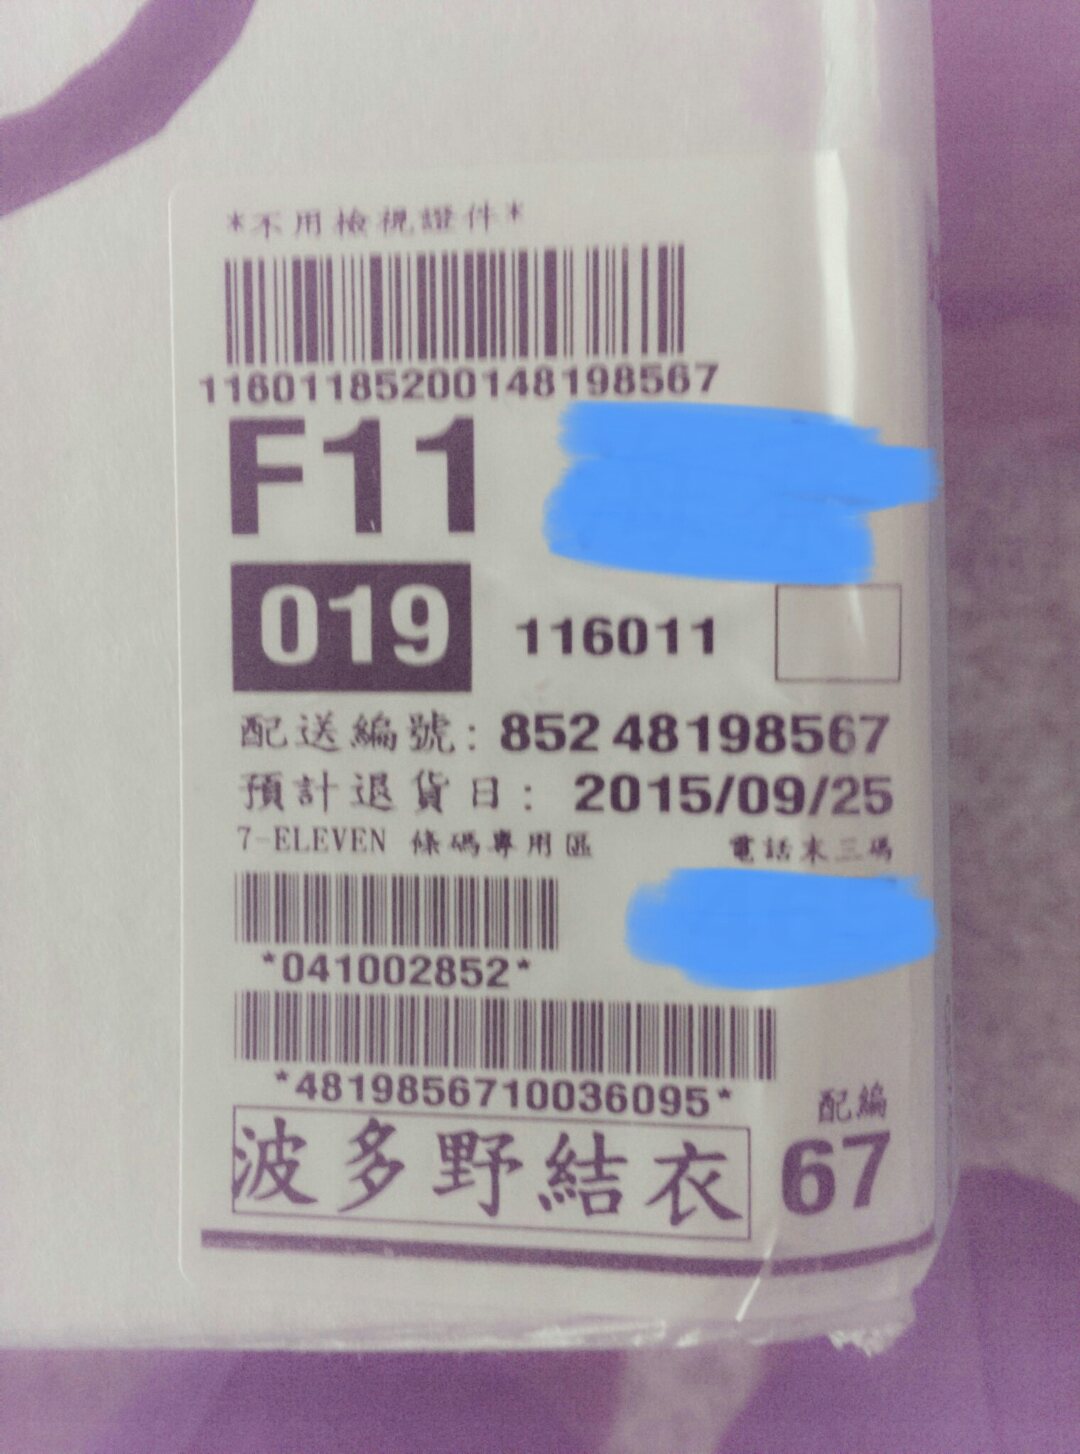 *不用檢視證件*
1160118520014819​8567
F11
019
116011
配送編號: 852 48198567
預計退貨日: 2015/09/25
7-ELEVEN 條碼專用區
電話末三碼
*041002852*
*4819856710036095*
配編
波多野結衣
67